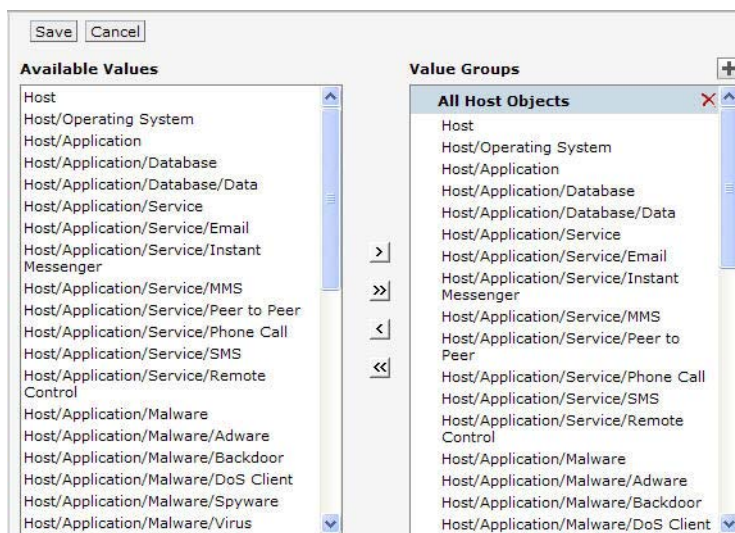 Save Cancel
Available Values
Host
Host/Operating System
Host/Application
Host/Application/Database
Host/Application/Database/Data
Host/Application/Service
Host/Application/Service/Email
Host/Application/Service/Instant
Messenger
Host/Application/Service/MMS
Host/Application/Service/Peer to Peer
Host/Application/Service/Phone Call
Host/Application/Service/SMS
Host/Application/Service/Remote
Control
Host/Application/Malware
Host/Application/Malware/Adware
Host/Application/Malware/Backdoor
Host/Application/Malware/DoS Client
Host/Application/Malware/Spyware
Host/Application/Malware/Virus
>
>>
<
<<
Value Groups
All Host Objects
Host
Host/Operating System
Host/Application
Host/Application/Database
Host/Application/Database/Data
Host/Application/Service
Host/Application/Service/Email
Host/Application/Service/Instant
Messenger
Host/Application/Service/MMS
Host/Application/Service/Peer to
Peer
Host/Application/Service/Phone Call
Host/Application/Service/SMS
Host/Application/Service/Remote
Control
Host/Application/Malware
Host/Application/Malware/Adware
Host/Application/Malware/Backdoor
Host/Application/Malware/DoS Client